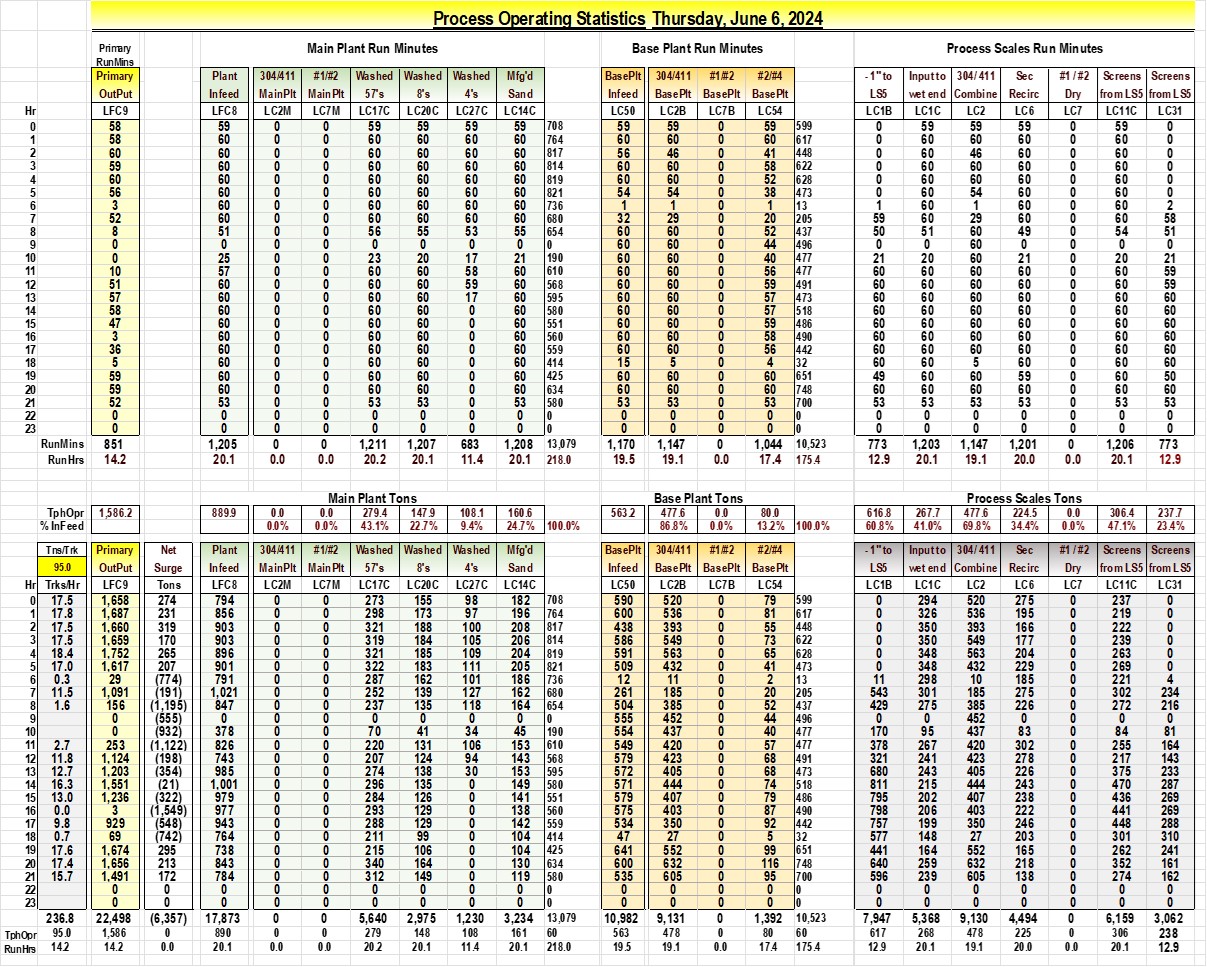 Process Operating Statistics Thursday, June 6, 2024
Primary Main Plant Run Minutes Base Plant Run Minutes Process Scales Run Minutes
RunMins
Primary Plant 304/411 #1/#2 Washed Washed Washed Mfg'd BasePlt 304/411 #1/#2 #2/#4 - 1" to Input to 304/ 411 Sec #1 / #2 Screens Screens
OutPut Infeed MainPlt MainPlt 57's 8's 4's Sand Infeed BasePlt BasePlt BasePlt LS5 wet end Combine Recirc Dry from LS5 from LS5
Hr LFC9 LFC8 LC2M LC7M LC17C LC20C LC27C LC14C LC50 LC2B LC7B LC54 LC1B LC1C LC2 LC6 LC7 LC11C LC31
0 58 59 0 0 59 59 59 59 708 59 59 0 59 599 0 59 59 59 0 59 0
1 58 60 0 0 60 60 60 60 764 60 60 0 60 617 0 60 60 60 0 60 0
2 60 60 0 0 60 60 60 60 817 56 46 0 41 448 0 60 46 60 0 60 0
3 59 60 0 0 60 60 60 60 814 60 60 0 58 622 0 60 60 60 0 60 0
4 60 60 0 0 60 60 60 60 819 60 60 0 52 628 0 60 60 60 0 60 0
5 56 60 0 0 60 60 60 60 821 54 54 0 38 473 0 60 54 60 0 60 0
6 3 60 0 0 60 60 60 60 736 1 1 0 1 13 1 60 1 60 0 60 2
7 52 60 0 0 60 60 60 60 680 32 29 0 20 205 59 60 29 60 0 60 58
8 8 51 0 0 56 55 53 55 654 60 60 0 52 437 50 51 60 49 0 54 51
9 0 0 0 0 0 0 0 0 0 60 60 0 44 496 0 0 60 0 0 0 0
10 0 25 0 0 23 20 17 21 190 60 60 0 40 477 21 20 60 21 0 20 21
11 10 57 0 0 60 60 58 60 610 60 60 0 56 477 60 60 60 60 0 60 59
12 51 60 0 0 60 60 59 60 568 60 60 0 59 491 60 60 60 60 0 60 59
13 57 60 0 0 60 60 17 60 595 60 60 0 57 473 60 60 60 60 0 60 60
14 58 60 0 0 60 60 0 60 580 60 60 0 57 518 60 60 60 60 0 60 60
15 47 60 0 0 60 60 0 60 551 60 60 0 59 486 60 60 60 60 0 60 60
16 3 60 0 0 60 60 0 60 560 60 60 0 58 490 60 60 60 60 0 60 60
17 36 60 0 0 60 60 0 60 559 60 60 0 56 442 60 60 60 60 0 60 60
18 5 60 0 0 60 60 0 60 414 15 5 0 4 32 60 60 5 60 0 60 60
19 59 60 0 0 60 60 0 60 425 60 60 0 60 651 49 60 60 59 0 60 50
20 59 60 0 0 60 60 0 60 634 60 60 0 60 748 60 60 60 60 0 60 60
21 52 53 0 0 53 53 0 53 580 53 53 0 53 700 53 53 53 53 0 53 53
22 0 0 0 0 0 0 0 0 0 0 0 0 0 0 0 0 0 0 0 0 0
23 0 0 0 0 0 0 0 0 0 0 0 0 0 0 0 0 0 0 0 0 0
RunMins 851 1,205 0 0 1,211 1,207 683 1,208 13,079 1,170 1,147 0 1,044 10,523 773 1,203 1,147 1,201 0 1,206 773
RunHrs 14.2 20.1 0.0 0.0 20.2 20.1 11.4 20.1 218.0 19.5 19.1 0.0 17.4 175.4 12.9 20.1 19.1 20.0 0.0 20.1 12.9
Main Plant Tons Base Plant Tons Process Scales Tons
TphOpr 1,586.2 889.9 0.0 0.0 279.4 147.9 108.1 160.6 563.2 477.6 0.0 80.0 616.8 267.7 477.6 224.5 0.0 306.4 237.7
% InFeed 0.0% 0.0% 43.1% 22.7% 9.4% 24.7% 100.0% 86.8% 0.0% 13.2% 100.0% 60.8% 41.0% 69.8% 34.4% 0.0% 47.1% 23.4%
Tns/Trk Primary Net Plant 304/411 #1/#2 Washed Washed Washed Mfg'd BasePlt 304/411 #1/#2 #2/#4 - 1" to Input to 304/ 411 Sec #1 / #2 Screens Screens
95.0 OutPut Surge Infeed MainPlt MainPlt 57's 8's 4's Sand Infeed BasePlt BasePlt BasePlt LS5 wet end Combine Recirc Dry from LS5 from LS5
Hr Trks/Hr LFC9 Tons LFC8 LC2M LC7M LC17C LC20C LC27C LC14C LC50 LC2B LC7B LC54 LC1B LC1C LC2 LC6 LC7 LC11C LC31
0 17.5 1,658 274 794 0 0 273 155 98 182 708 590 520 0 79 599 0 294 520 275 0 237 0
1 17.8 1,687 231 856 0 0 298 173 97 196 764 600 536 0 81 617 0 326 536 195 0 219 0
2 17.5 1,660 319 903 0 0 321 188 100 208 817 438 393 0 55 448 0 350 393 166 0 222 0
3 17.5 1,659 170 903 0 0 319 184 105 206 814 586 549 0 73 622 0 350 549 177 0 239 0
4 18.4 1,752 265 896 0 0 321 185 109 204 819 591 563 0 65 628 0 348 563 204 0 263 0
5 17.0 1,617 207 901 0 0 322 183 111 205 821 509 432 0 41 473 0 348 432 229 0 269 0
6 0.3 29 (774) 791 0 0 287 162 101 186 736 12 11 0 2 13 11 298 10 185 0 221 4
7 11.5 1,091 (191) 1,021 0 0 252 139 127 162 680 261 185 0 20 205 543 301 185 275 0 302 234
8 1.6 156 (1,195) 847 0 0 237 135 118 164 654 504 385 0 52 437 429 275 385 226 0 272 216
9 0 (555) 0 0 0 0 0 0 0 0 555 452 0 44 496 0 0 452 0 0 0 0
10 0 (932) 378 0 0 70 41 34 45 190 554 437 0 40 477 170 95 437 83 0 84 81
11 2.7 253 (1,122) 826 0 0 220 131 106 153 610 549 420 0 57 477 378 267 420 302 0 255 164
12 11.8 1,124 (198) 743 0 0 207 124 94 143 568 579 423 0 68 491 321 241 423 278 0 217 143
13 12.7 1,203 (354) 985 0 0 274 138 30 153 595 572 405 0 68 473 680 243 405 226 0 375 233
14 16.3 1,551 (21) 1,001 0 0 296 135 0 149 580 571 444 0 74 518 811 215 444 243 0 470 287
15 13.0 1,236 (322) 979 0 0 284 126 0 141 551 579 407 0 79 486 795 202 407 238 0 436 269
16 0.0 3 (1,549) 977 0 0 293 129 0 138 560 575 403 0 87 490 798 206 403 222 0 441 269
17 9.8 929 (548) 943 0 0 288 129 0 142 559 534 350 0 92 442 757 199 350 246 0 448 288
18 0.7 69 (742) 764 0 0 211 99 0 104 414 47 27 0 5 32 577 148 27 203 0 301 310
19 17.6 1,674 295 738 0 0 215 106 0 104 425 641 552 0 99 651 441 164 552 165 0 262 241
20 17.4 1,656 213 843 0 0 340 164 0 130 634 600 632 0 116 748 640 259 632 218 0 352 161
21 15.7 1,491 172 784 0 0 312 149 0 119 580 535 605 0 95 700 596 239 605 138 0 274 162
22 0 0 0 0 0 0 0 0 0 0 0 0 0 0 0 0 0 0 0 0 0 0
23 0 0 0 0 0 0 0 0 0 0 0 0 0 0 0 0 0 0 0 0 0 0
236.8 22,498 (6,357) 17,873 0 0 5,640 2,975 1,230 3,234 13,079 10,982 9,131 0 1,392 10,523 7,947 5,368 9,130 4,494 0 6,159 3,062
TphOpr 95.0 1,586 0 890 0 0 279 148 108 161 60 563 478 0 80 60 617 268 478 225 0 306 238
RunHrs 14.2 14.2 0.0 20.1 0.0 0.0 20.2 20.1 11.4 20.1 218.0 19.5 19.1 0.0 17.4 175.4 12.9 20.1 19.1 20.0 0.0 20.1 12.9